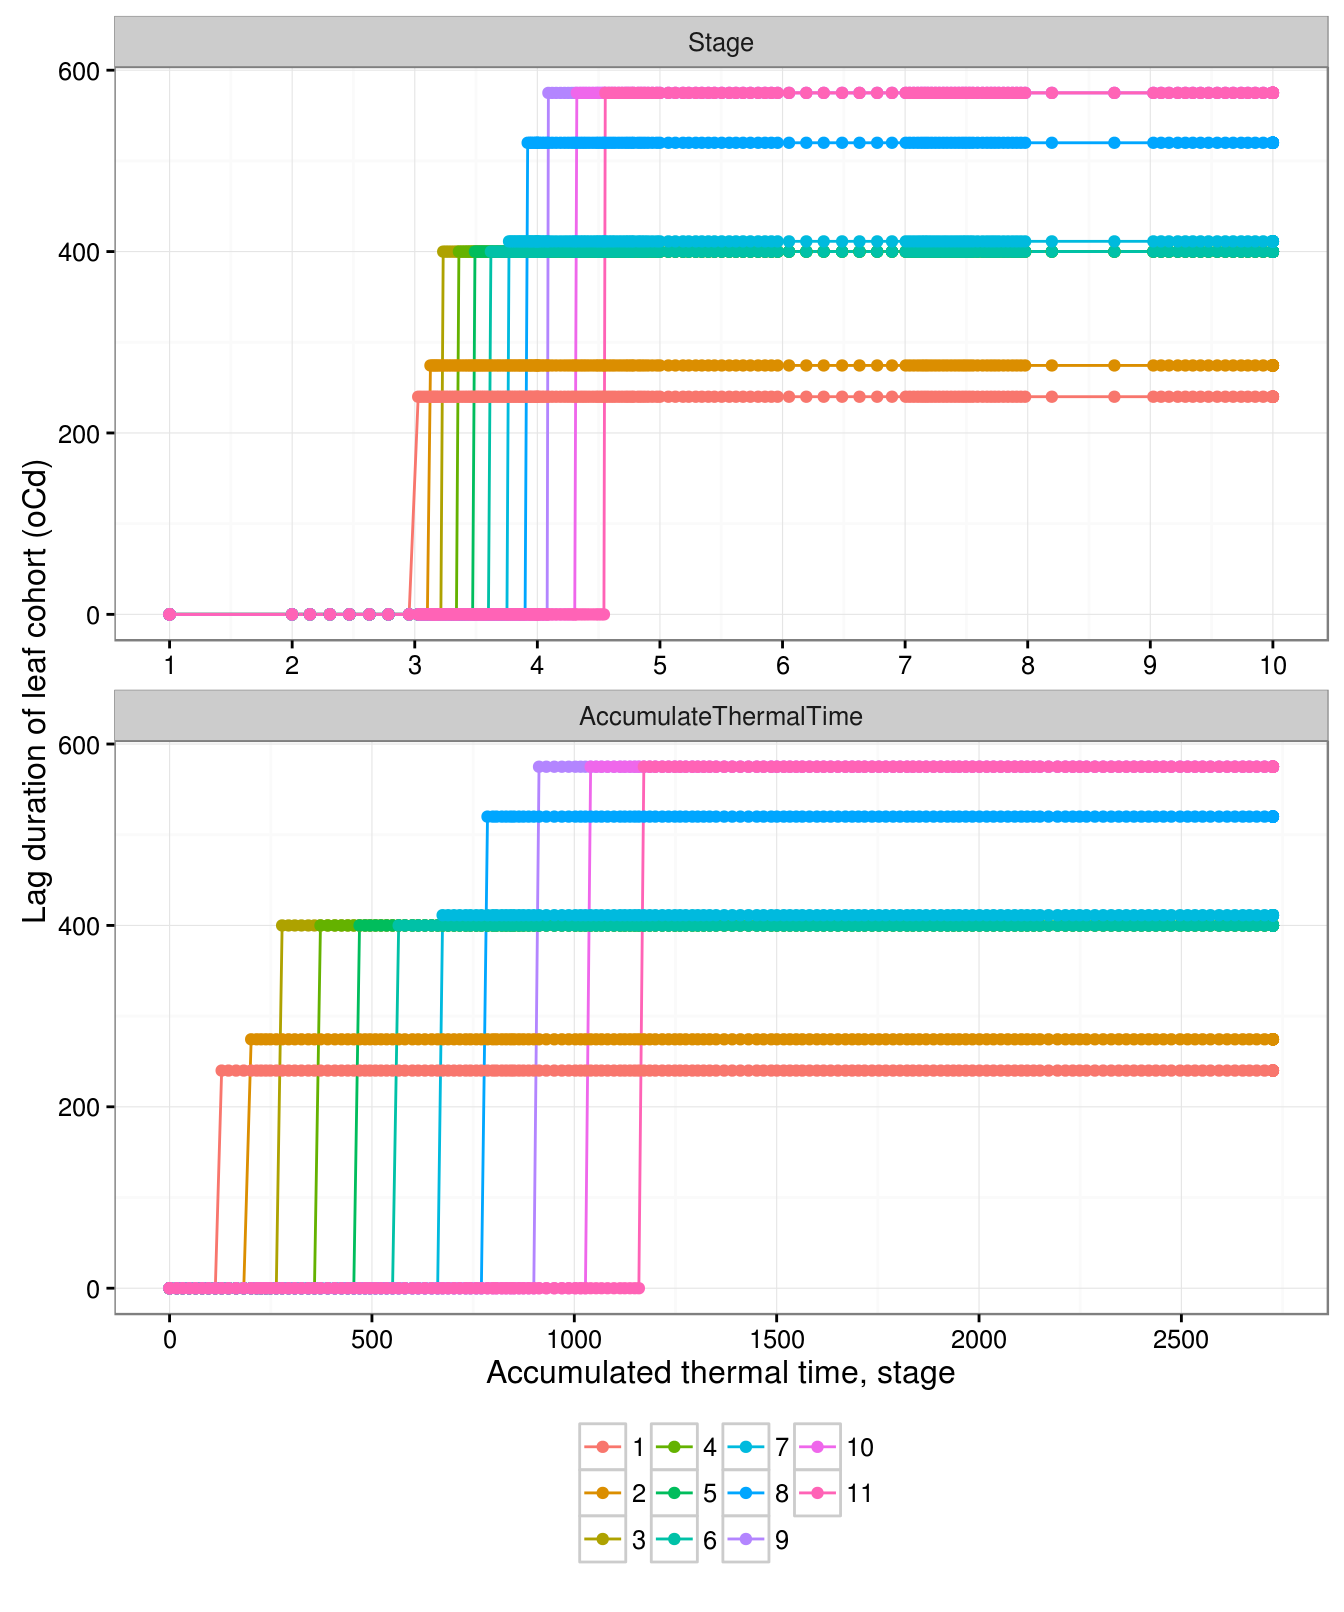 Stage
600
400
200
0
1 2 3 4 5 6 7 8 9 10
Lag duration of leaf cohort (oCd)
AccumulateThermalTime
600
400
200
0
0 500 1000 1500 2000 2500
Accumulated thermal time, stage
1 4 7 10
2 5 8 11
3 6 9